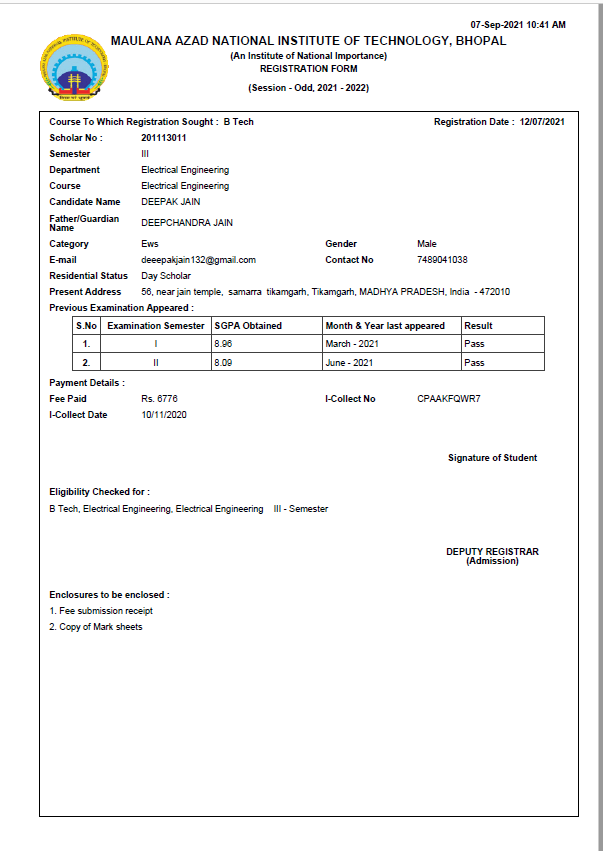 07-Sep-2021 10:41 AM
MAULANA AZAD NATIONAL INSTITUTE OF TECHNOLOGY, BHOPAL
(An Institute of National Importance)
REGISTRATION FORM
(Session - Odd, 2021 - 2022)
Course To Which Registration Sought : B Tech Registration Date : 12/07/2021
Scholar No : 201113011
Semester III
Department Electrical Engineering
Course Electrical Engineering
Candidate Name DEEPAK JAIN
Father/Guardian Name DEEPCHANDRA JAIN
Category Ews Gender Male
E-mail deeepakjain132@gmail.com Contact No 7489041038
Residential Status Day Scholar
Present Address 56, near jain temple, samarra tikamgarh, Tikamgarh, MADHYA PRADESH, India - 472010
Previous Examination Appeared :
S.No Examination Semester SGPA Obtained Month & Year last appeared Result
1. I 8.96 March - 2021 Pass
2. II 8.09 June - 2021 Pass
Payment Details :
Fee Paid Rs. 6776 I-Collect No CPAAKFQWR7
I-Collect Date 10/11/2020
Signature of Student
Eligibility Checked for :
B Tech, Electrical Engineering, Electrical Engineering III - Semester
DEPUTY REGISTRAR
(Admission)
Enclosures to be enclosed :
1. Fee submission receipt
2. Copy of Mark sheets